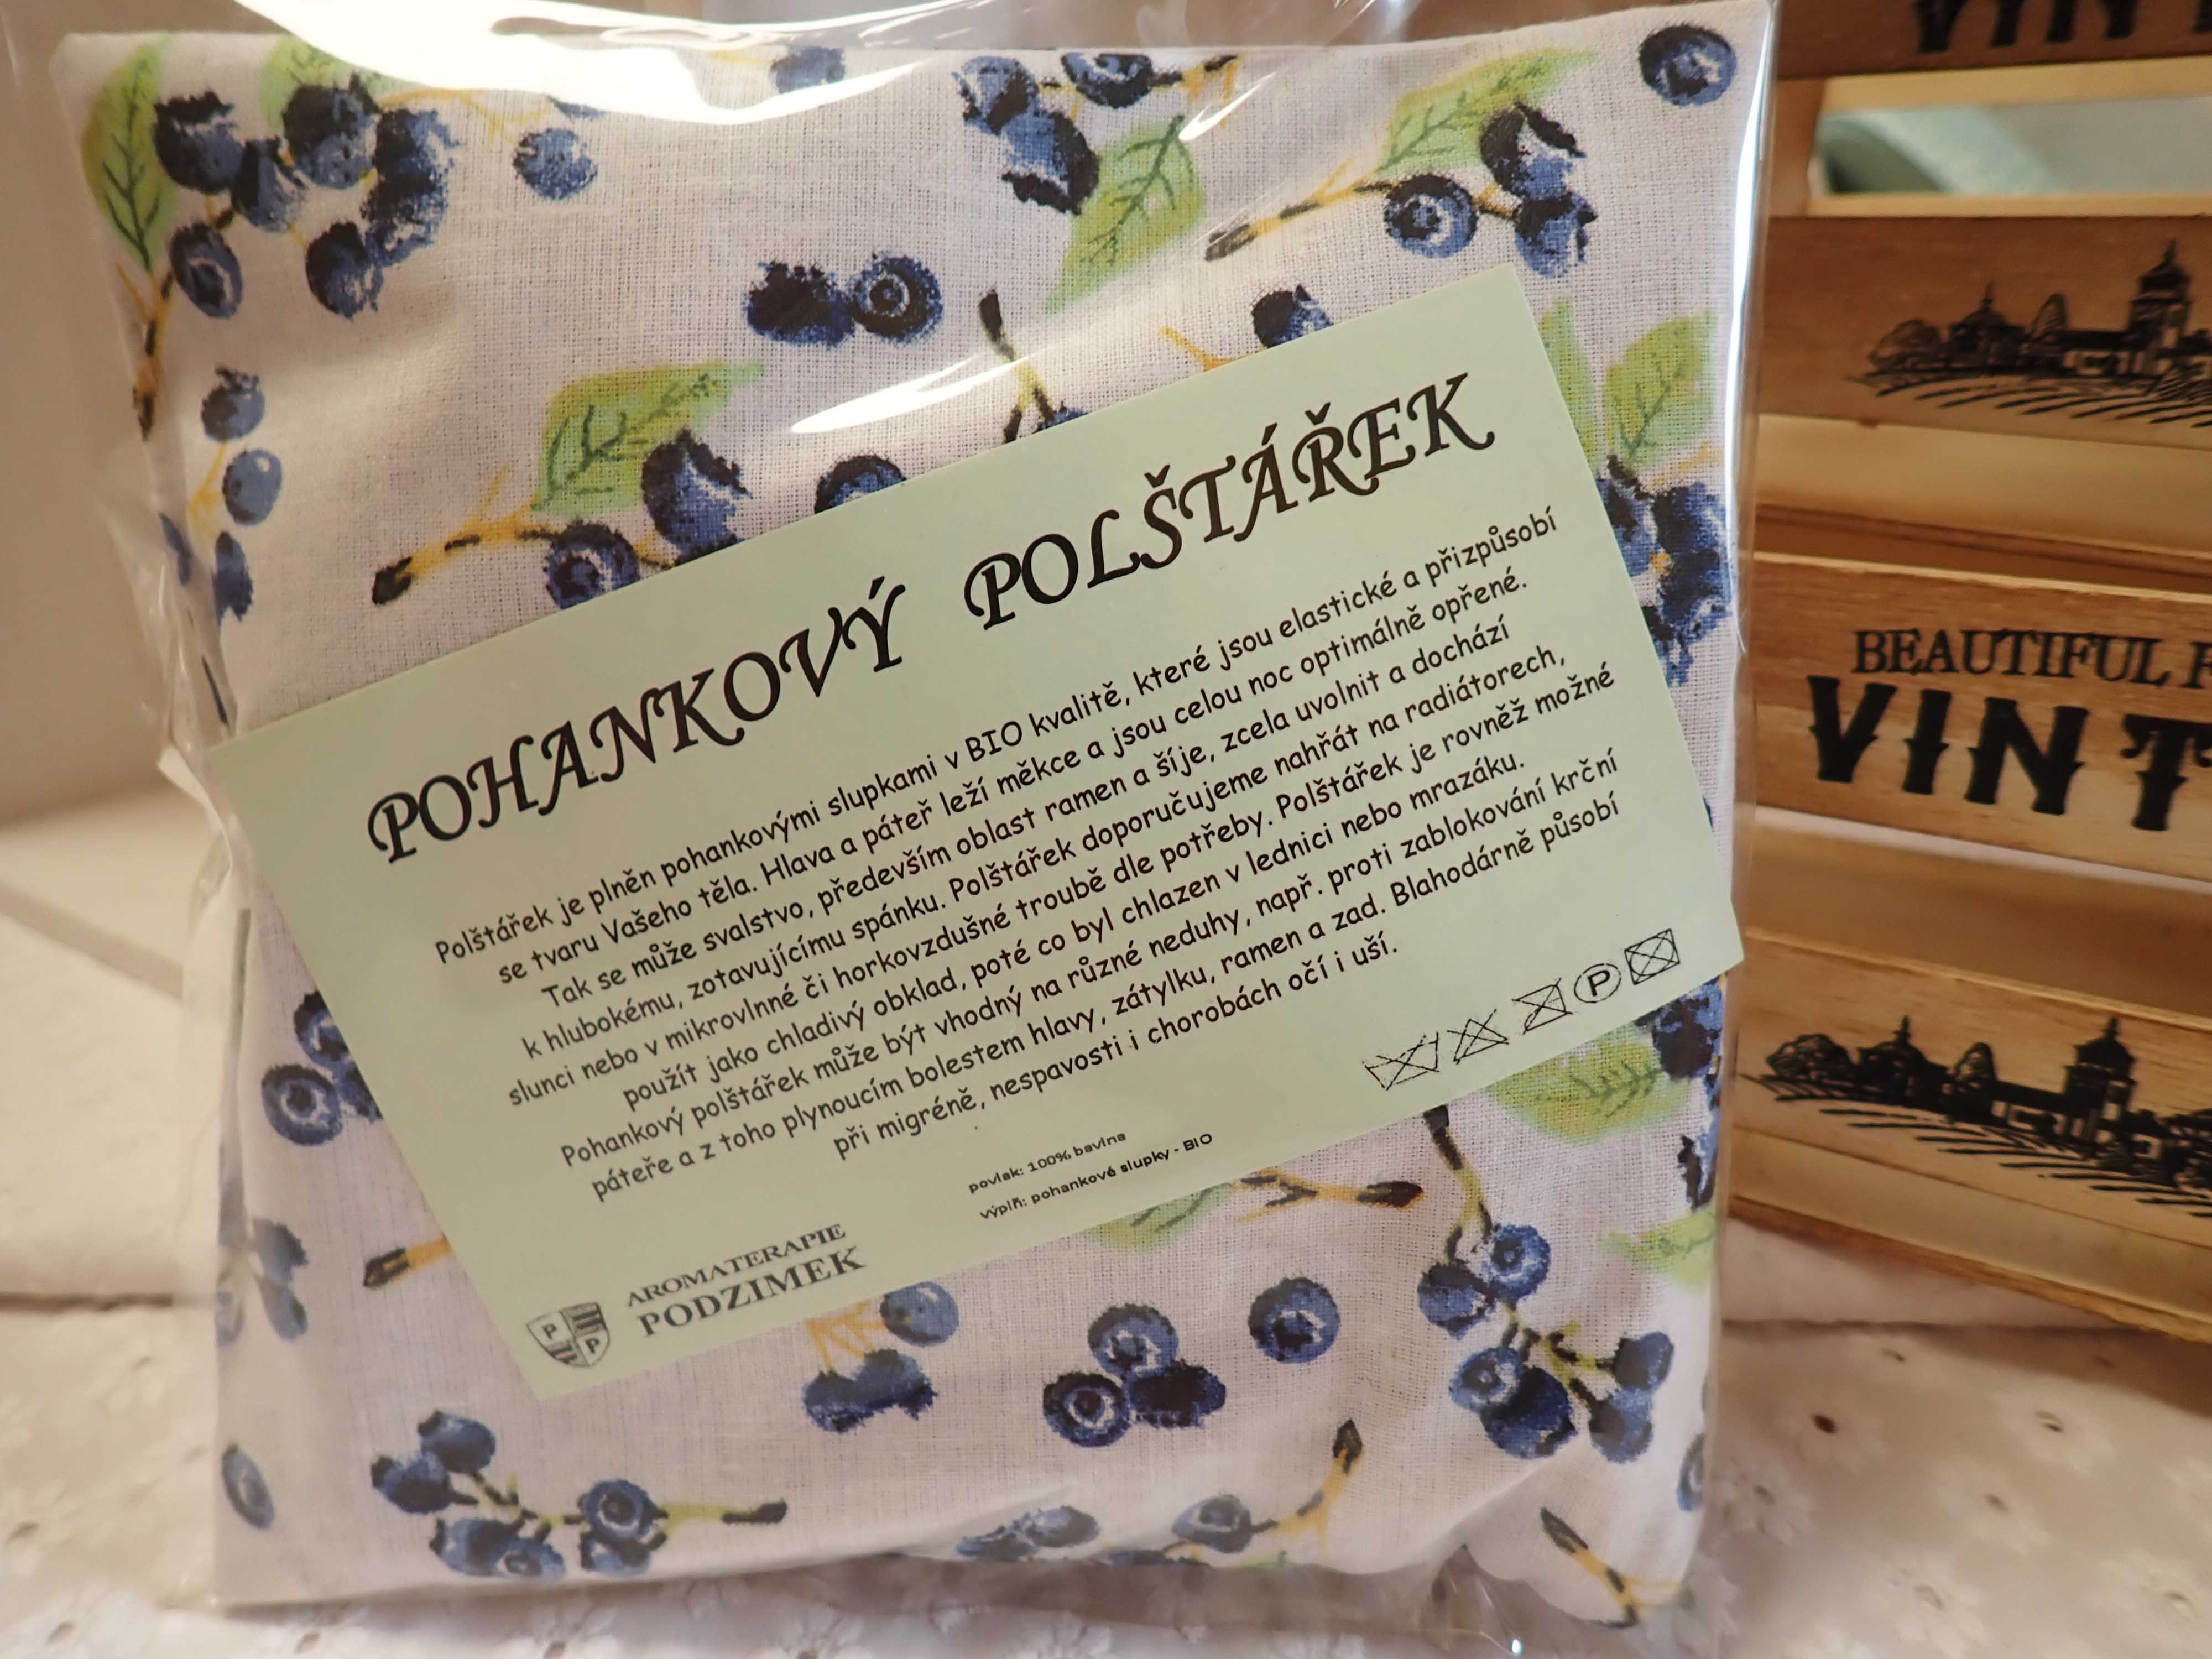 POHANKOVÝ POLŠTÁŘEK
Polštářek je plněn pohankovými slupkami v BIO kvalitě, které jsou elastické a přizpůsobí
se tvaru Vašeho těla. Hlava a páteř leží měkce a jsou celou noc optimálně opřené.
Tak se může svalstvo, především oblast ramen a šíje, zcela uvolnit a dochází
k hlubokému, zotavujícímu spánku. Polštářek doporučujeme nahřát na radiátorech,
slunci nebo v mikrovlnné či horkovzdušné troubě dle potřeby. Polštářek je rovněž možné
použít jako chladivý obklad, poté co byl chlazen v lednici nebo mrazáku.
Pohankový polštářek může být vhodný na různé neduhy, např. proti zablokování krční
páteře a z toho plynoucím bolestem hlavy, zátylku, ramen a zad. Blahodárně působí
při migréně, nespavosti i chorobách očí i uší.
P
povlak: 100% bavlna
výplň: pohankové slupky - BIO
P P
AROMATERAPIE
PODZIMEK
BEAUTIFUL
VINT